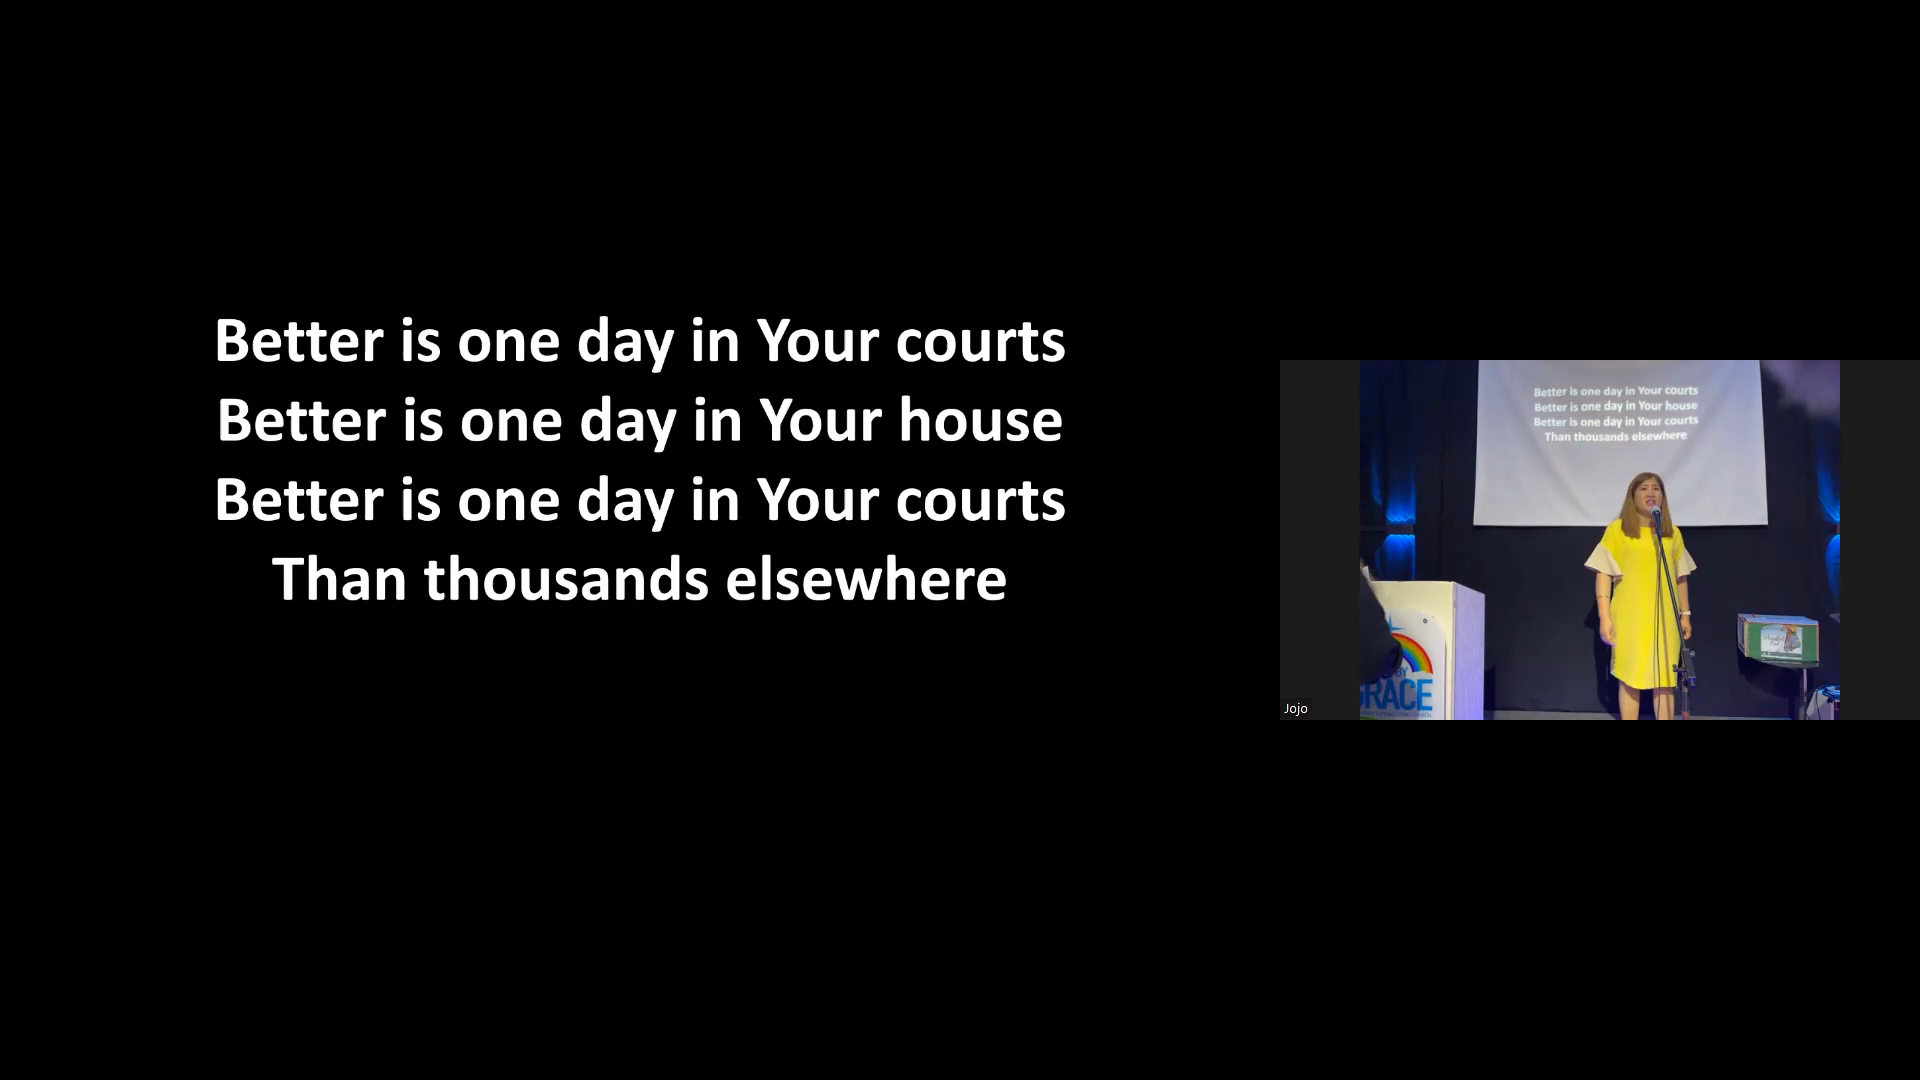 Better is one day in Your courts
Better is one day in Your house
Better is one day in Your courts
Than thousands elsewhere
Better is one day in Your courts
Better is one day in Your house
Better is one day in Your courts
Than thousands elsewhere
BY
GRACE
Jojo